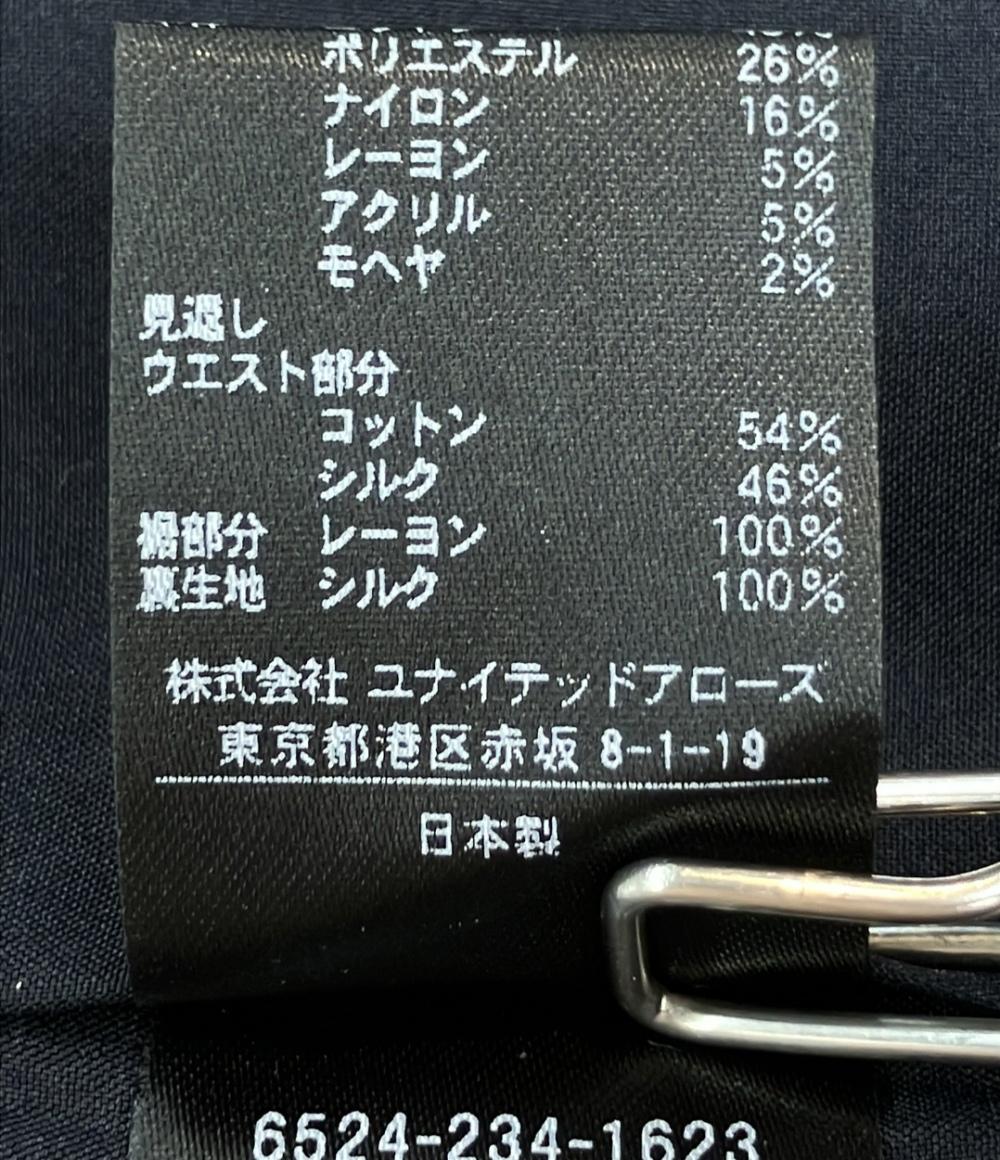 ポリエステル 26%
ナイロン 16%
レーヨン 5%
アクリル 5%
モヘヤ 2%
見返し
ウエスト部分
コットン 54%
シルク 46%
裾部分 レーヨン 100%
裏生地 シルク 100%
株式会社 ユナイテッドアローズ
東京都港区赤坂 8-1-19
日本製
6524-234-1623